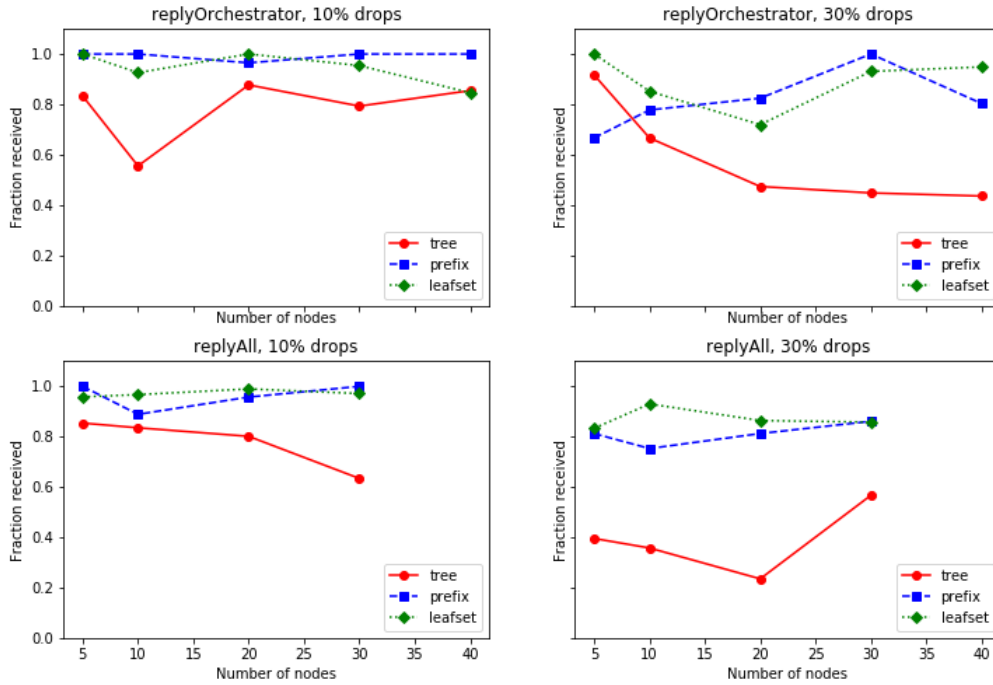 replyOrchestrator, 10% drops
1.0
0.8
0.6
0.4
0.2
0.0
Fraction received
tree
prefix
leafset
Number of nodes
replyOrchestrator, 30% drops
Fraction received
tree
prefix
leafset
Number of nodes
replyAll, 10% drops
1.0
0.8
0.6
0.4
0.2
0.0
Fraction received
tree
prefix
leafset
5 10 15 20 25 30 35 40
Number of nodes
replyAll, 30% drops
Fraction received
tree
prefix
leafset
5 10 15 20 25 30 35 40
Number of nodes